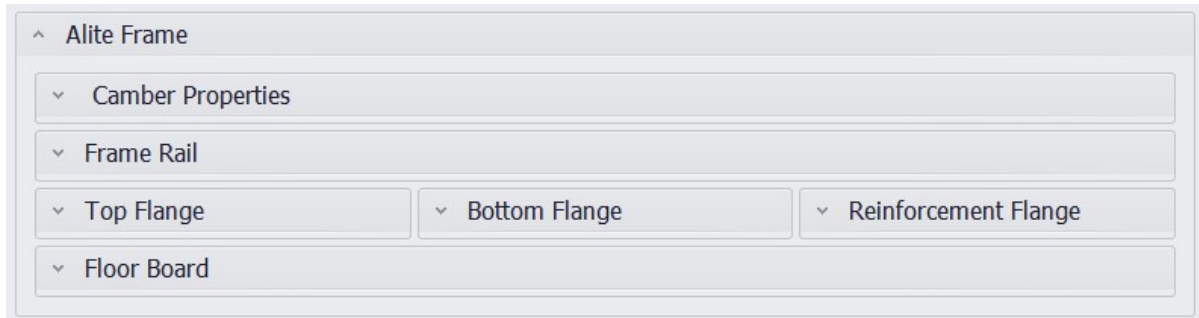 Alite Frame
Camber Properties
Frame Rail
Top Flange Bottom Flange Reinforcement Flange
Floor Board